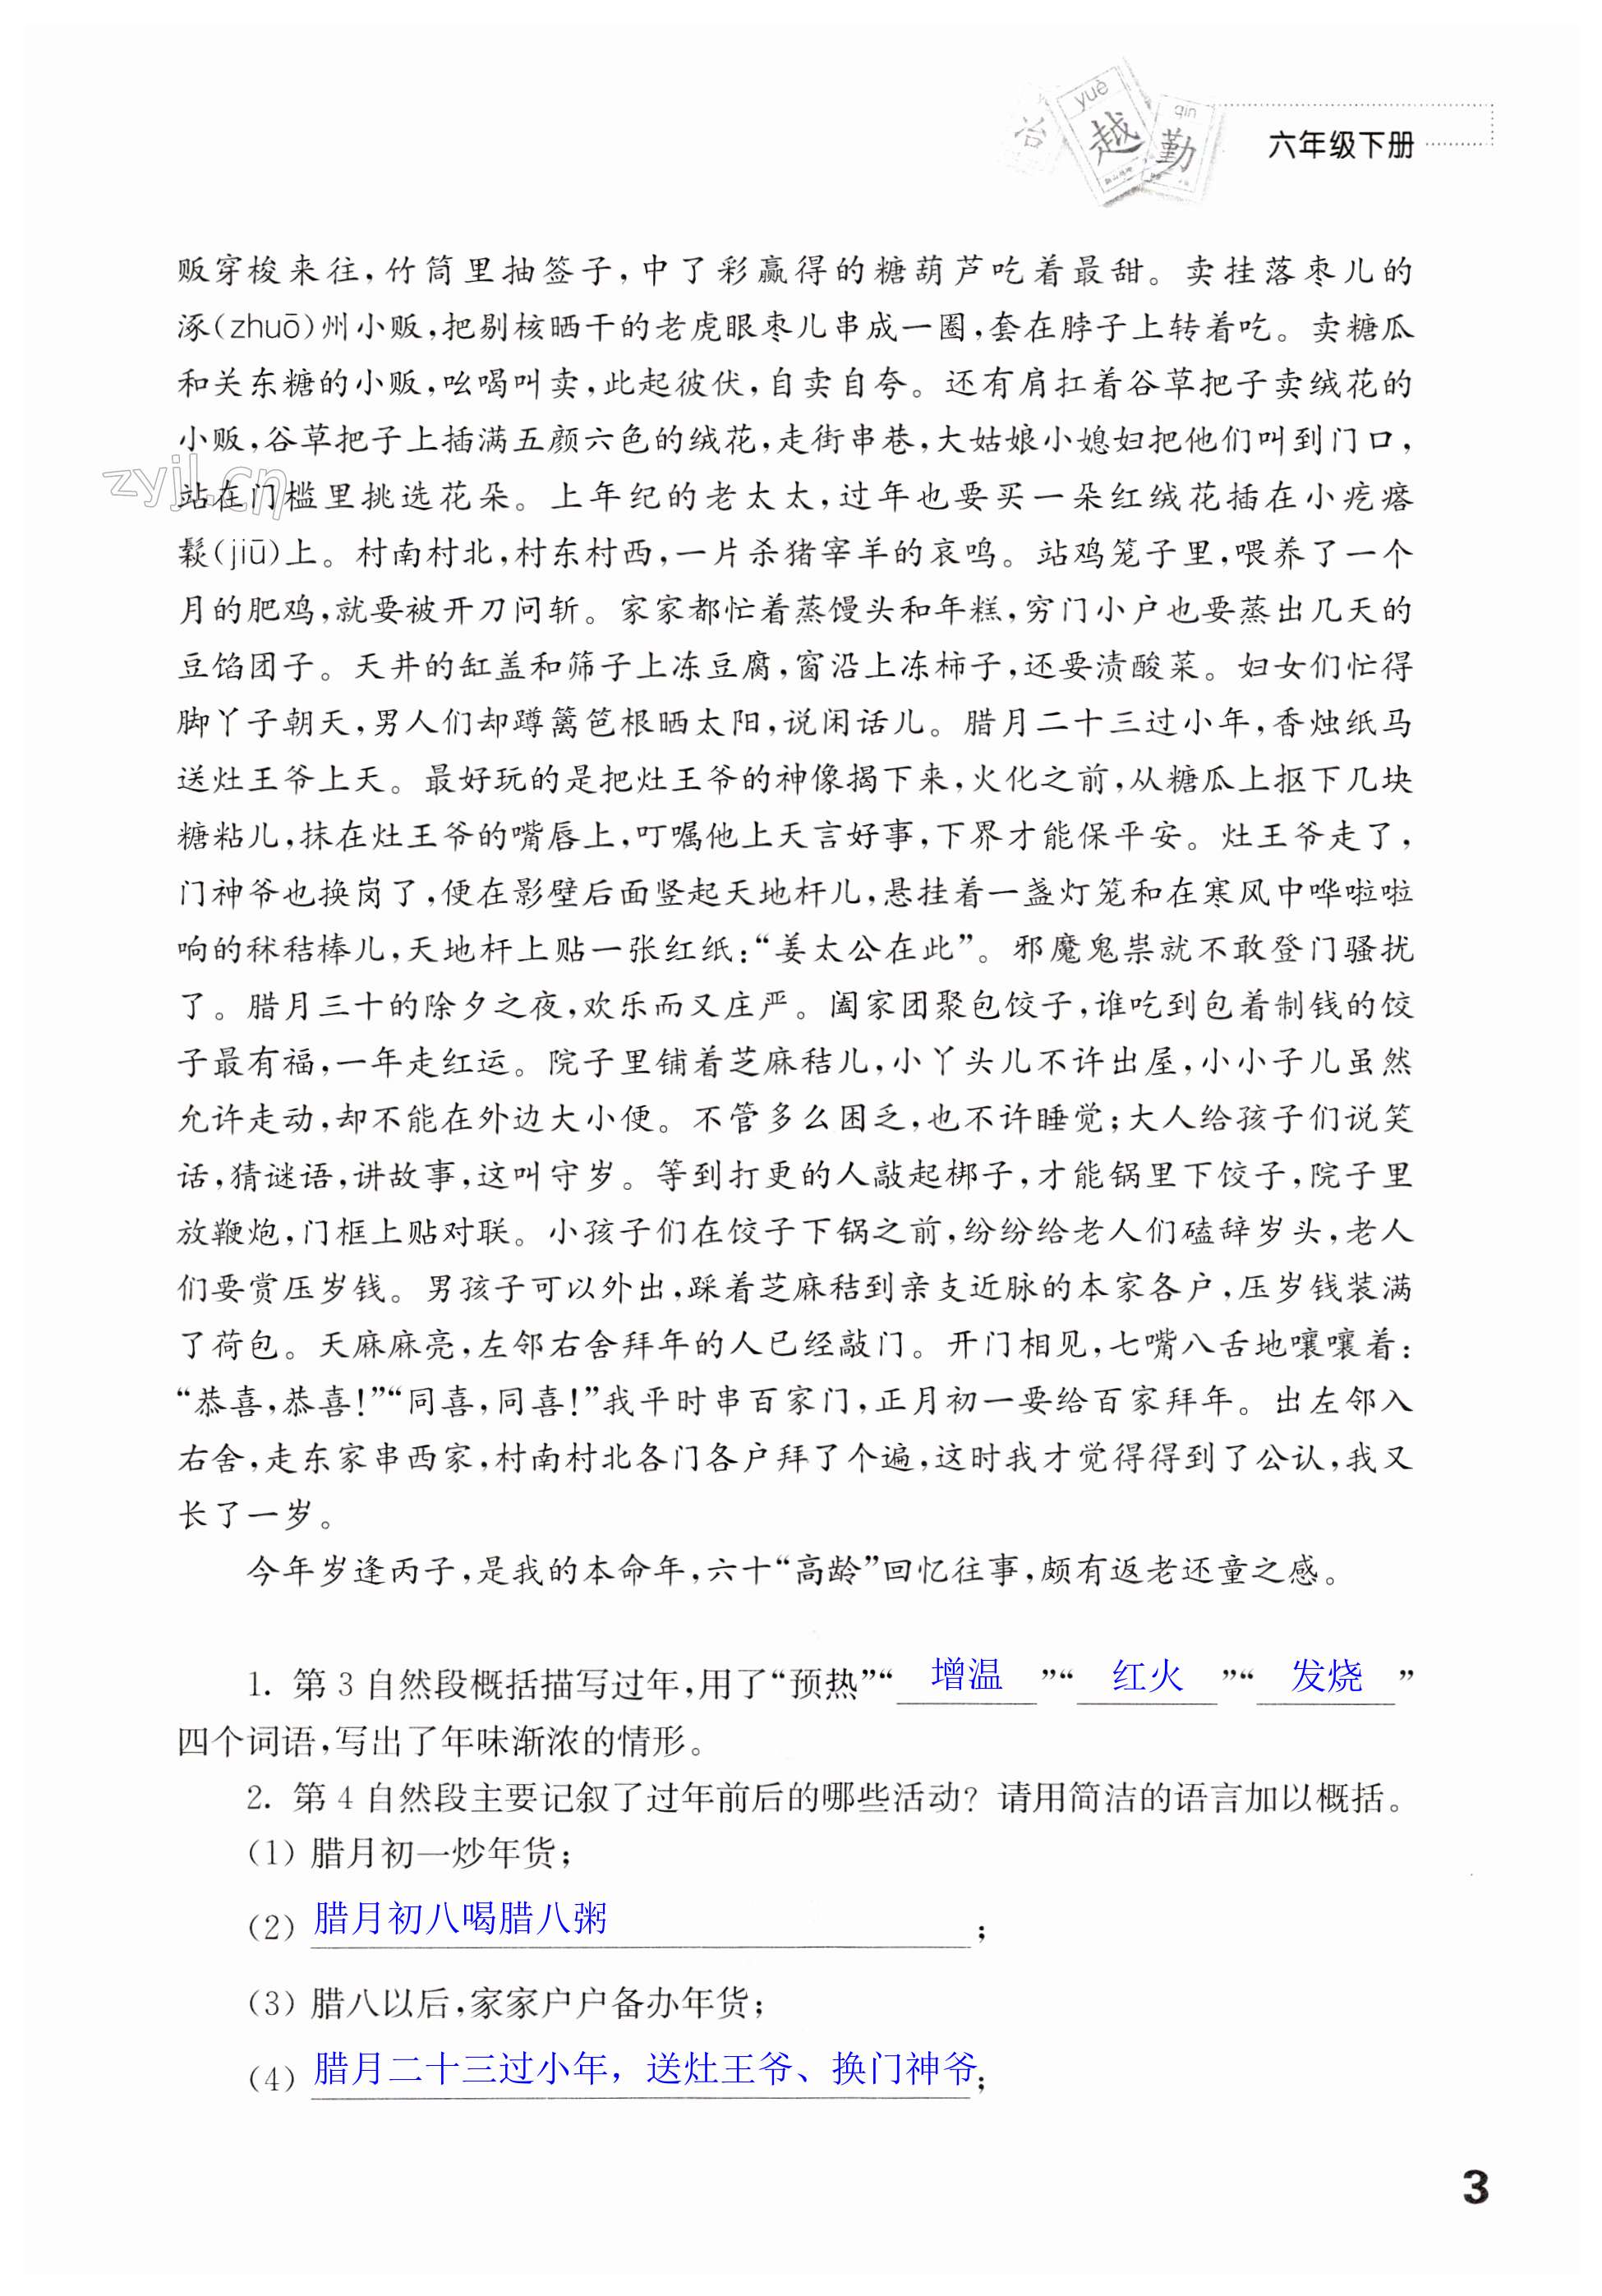 yuè
qin
冶
越
勤
六年级下册
贩穿梭来往,竹筒里抽签子,中了彩赢得的糖葫芦吃着最甜。卖挂落枣儿的
涿(zhuō)州小贩,把剔核晒干的老虎眼枣儿串成一圈,套在脖子上转着吃。卖糖瓜
和关东糖的小贩,吆喝叫卖,此起彼伏,自卖自夸。还有肩扛着谷草把子卖绒花的
小贩,谷草把子上插满五颜六色的绒花,走街串巷,大姑娘小媳妇把他们叫到门口,
zyjl.cn
站在门槛里挑选花朵。上年纪的老太太,过年也要买一朵红绒花插在小疙瘩
鬏(jiū)上。村南村北,村东村西,一片杀猪宰羊的哀鸣。站鸡笼子里,喂养了一个
月的肥鸡,就要被开刀问斩。家家都忙着蒸馒头和年糕,穷门小户也要蒸出几天的
豆馅团子。天井的缸盖和筛子上冻豆腐,窗沿上冻柿子,还要渍酸菜。妇女们忙得
脚丫子朝天,男人们却蹲篱笆根晒太阳,说闲话儿。腊月二十三过小年,香烛纸马
送灶王爷上天。最好玩的是把灶王爷的神像揭下来,火化之前,从糖瓜上抠下几块
糖粘儿,抹在灶王爷的嘴唇上,叮嘱他上天言好事,下界才能保平安。灶王爷走了,
门神爷也换岗了,便在影壁后面竖起天地杆儿,悬挂着一盏灯笼和在寒风中哗啦啦
响的秫秸棒儿,天地杆上贴一张红纸:“姜太公在此”。邪魔鬼祟就不敢登门骚扰
了。腊月三十的除夕之夜,欢乐而又庄严。阖家团聚包饺子,谁吃到包着制钱的饺
子最有福,一年走红运。院子里铺着芝麻秸儿,小丫头儿不许出屋,小小子儿虽然
允许走动,却不能在外边大小便。不管多么困乏,也不许睡觉;大人给孩子们说笑
话,猜谜语,讲故事,这叫守岁。等到打更的人敲起梆子,才能锅里下饺子,院子里
放鞭炮,门框上贴对联。小孩子们在饺子下锅之前,纷纷给老人们磕辞岁头,老人
们要赏压岁钱。男孩子可以外出,踩着芝麻秸到亲支近脉的本家各户,压岁钱装满
了荷包。天麻麻亮,左邻右舍拜年的人已经敲门。开门相见,七嘴八舌地嚷嚷着:
“恭喜,恭喜!”“同喜,同喜!”我平时串百家门,正月初一要给百家拜年。出左邻入
右舍,走东家串西家,村南村北各门各户拜了个遍,这时我才觉得得到了公认,我又
长了一岁。
今年岁逢丙子,是我的本命年,六十“高龄”回忆往事,颇有返老还童之感。
1. 第 3 自然段概括描写过年,用了“预热”“ 增温 ”“ 红火 ”“ 发烧 ”
四个词语,写出了年味渐浓的情形。
2. 第 4 自然段主要记叙了过年前后的哪些活动? 请用简洁的语言加以概括。
(1) 腊月初一炒年货;
(2) 腊月初八喝腊八粥 ;
(3) 腊八以后,家家户户备办年货;
(4) 腊月二十三过小年，送灶王爷、换门神爷 ;
3